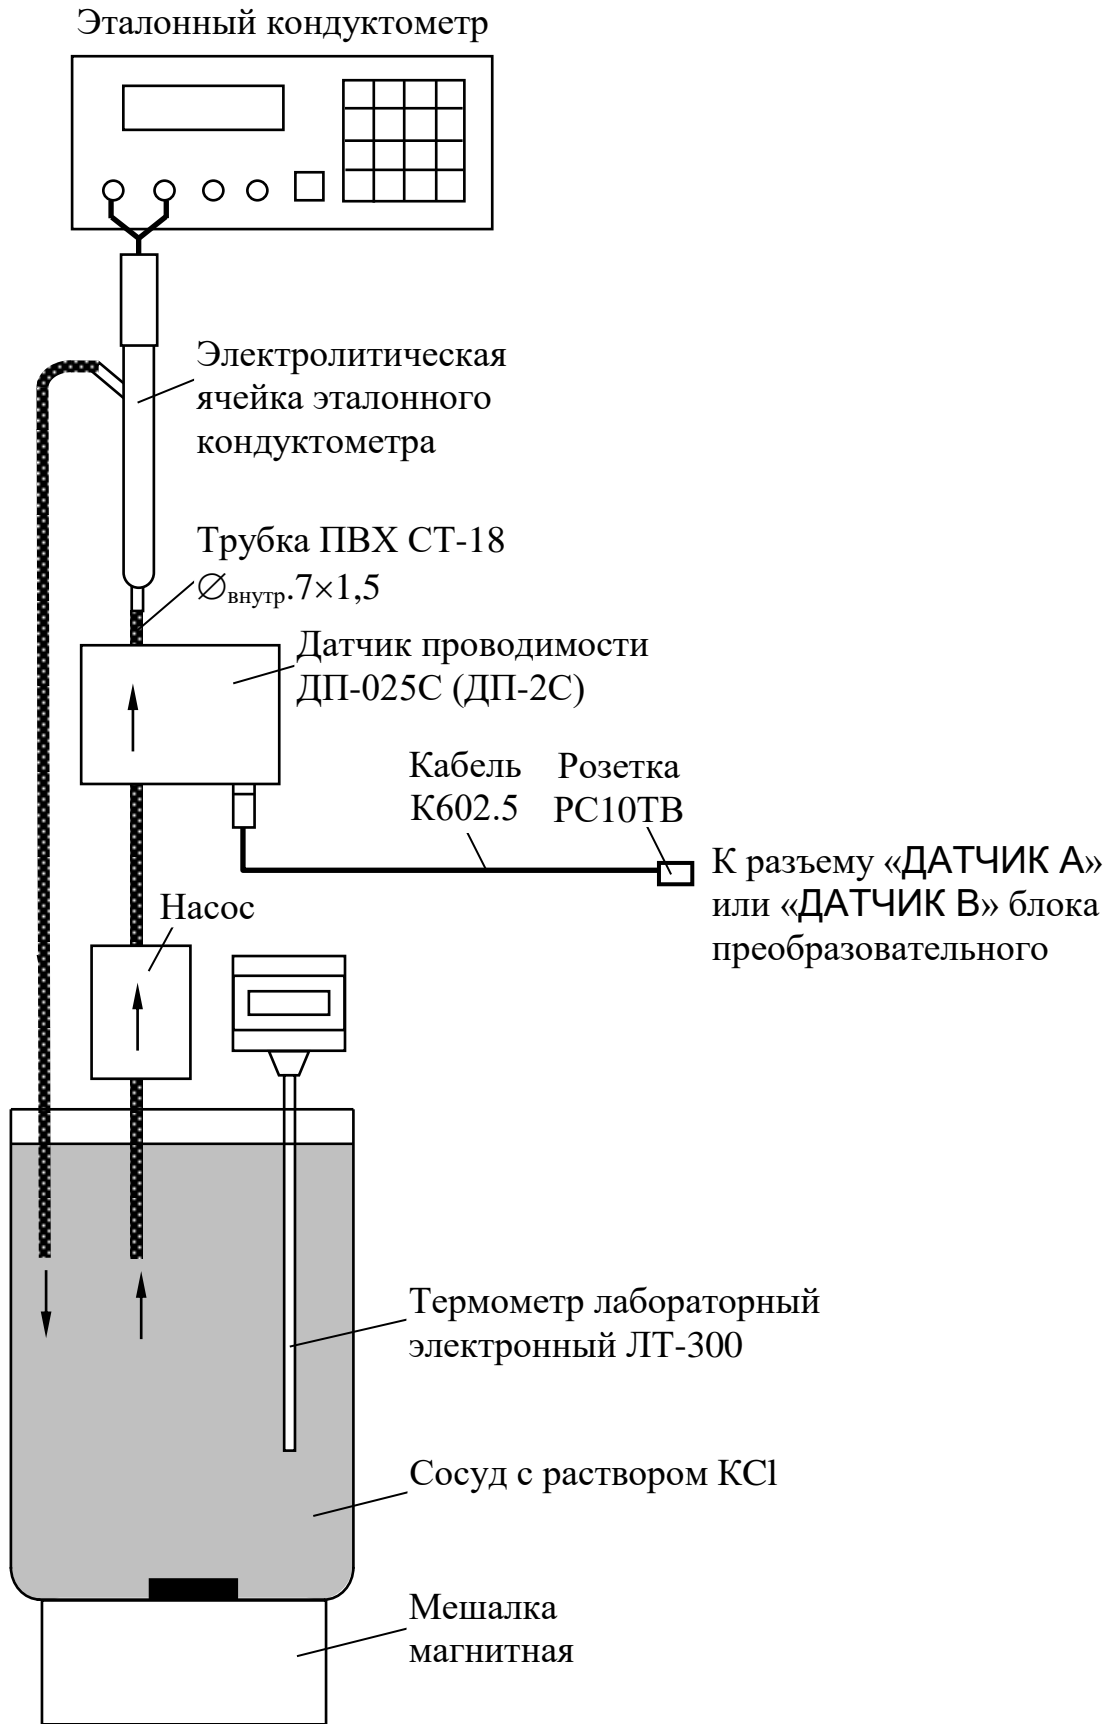 Эталонный кондуктометр
Электролитическая
ячейка эталонного
кондуктометра
Трубка ПВХ СТ-18
∅внутр.7×1,5
Датчик проводимости
ДП-025С (ДП-2С)
Кабель
К602.5
Розетка
РС10ТВ
К разъему «ДАТЧИК А»
или «ДАТЧИК В» блока
преобразовательного
Насос
Термометр лабораторный
электронный ЛТ-300
Сосуд с раствором KCl
Мешалка
магнитная